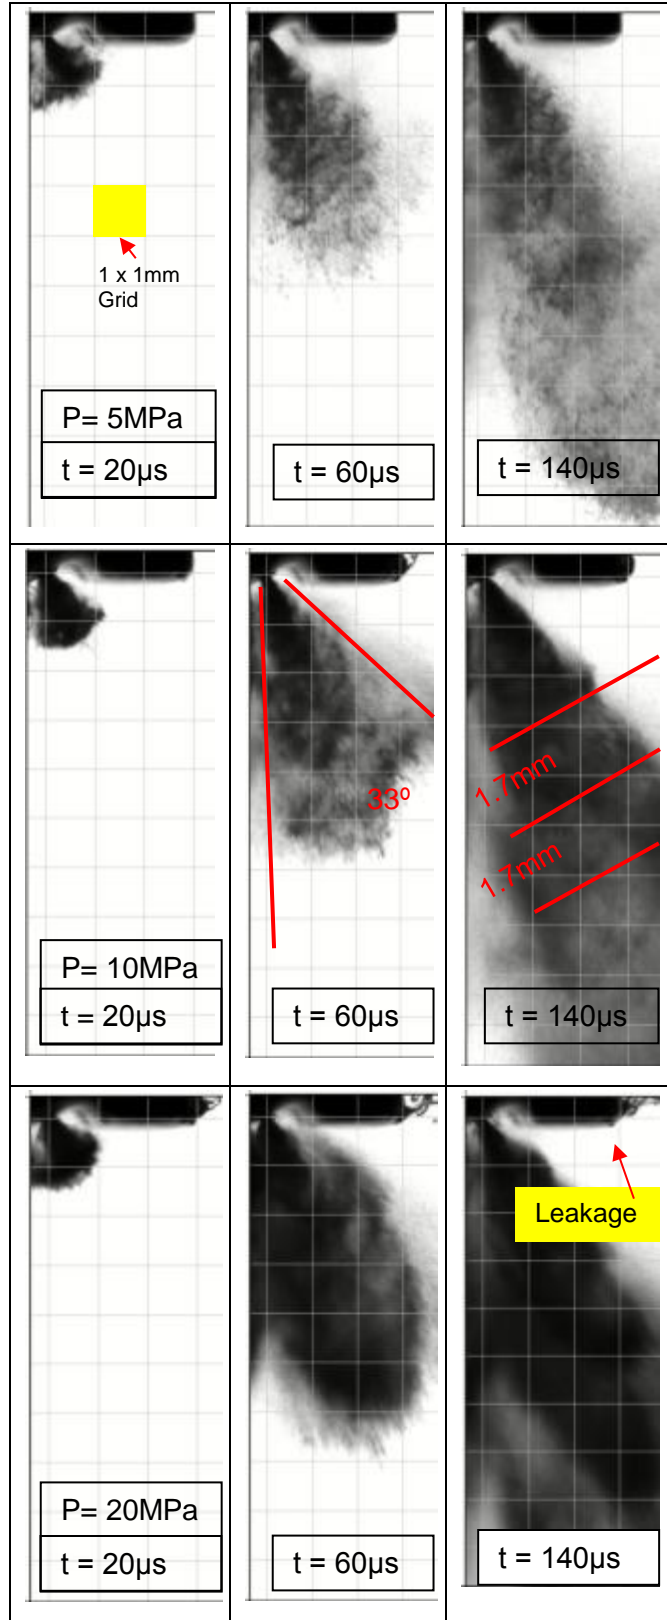 1 x 1mm
Grid
P= 5MPa
t = 20µs
t = 60µs
t = 140µs
33º
1.7mm
1.7mm
P= 10MPa
t = 20µs
t = 60µs
t = 140µs
Leakage
P= 20MPa
t = 20µs
t = 60µs
t = 140µs